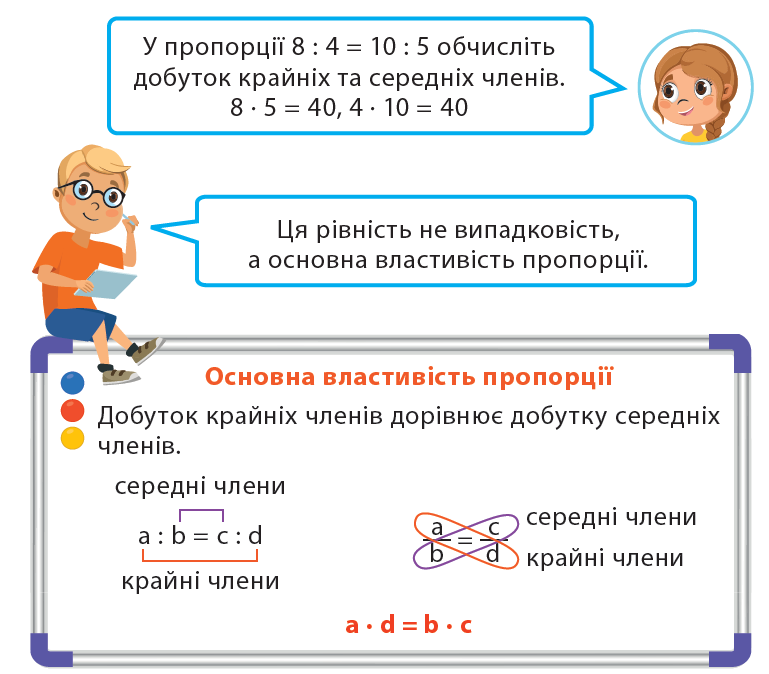 У пропорції 8 : 4 = 10 : 5 обчисліть
добуток крайніх та середніх членів.
8 · 5 = 40, 4 · 10 = 40
Ця рівність не випадковість,
а основна властивість пропорції.
Основна властивість пропорції
Добуток крайніх членів дорівнює добутку середніх
членів.
середні члени
a : b = c : d
крайні члени
a/b = c/d
середні члени
крайні члени
a · d = b · c